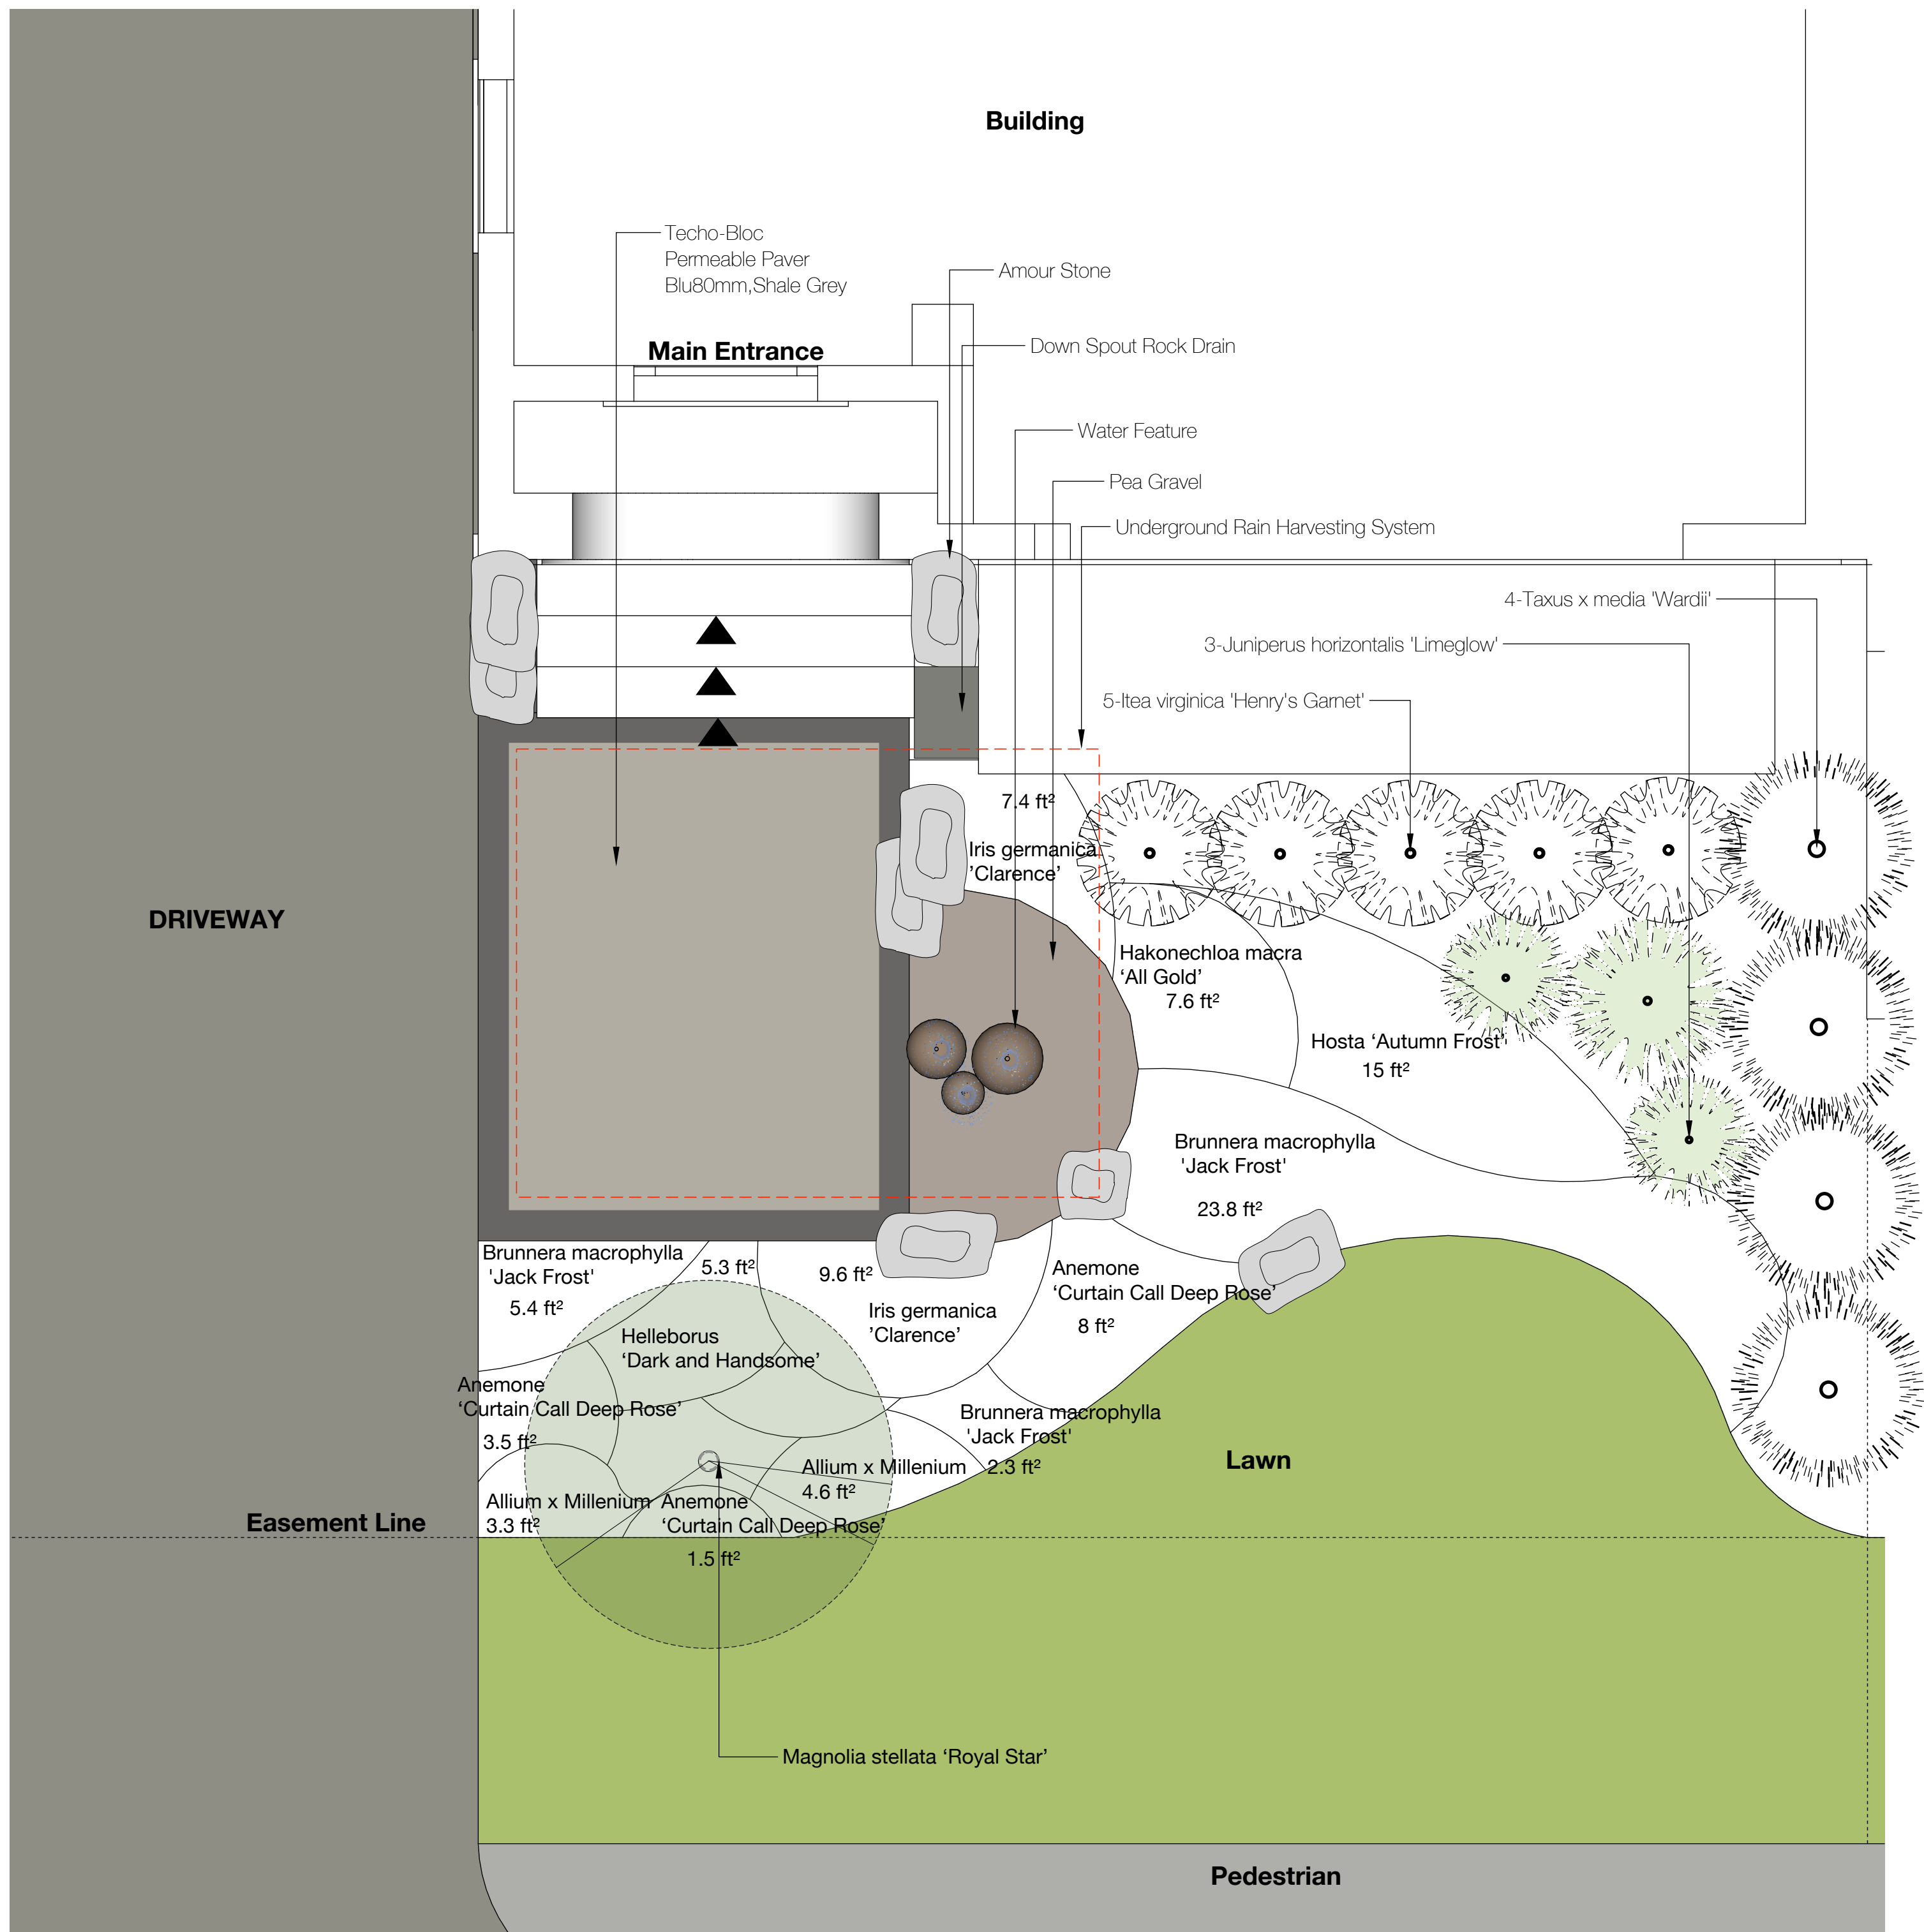 Building
Techo-Bloc
Permeable Paver
Blu80mm,Shale Grey
Amour Stone
Main Entrance
Down Spout Rock Drain
Water Feature
Pea Gravel
Underground Rain Harvesting System
4-Taxus x media 'Wardii'
3-Juniperus horizontalis 'Limeglow'
5-Itea virginica 'Henry's Garnet'
7.4 ft²
Iris germanica
’Clarence’
DRIVEWAY
Hakonechloa macra
‘All Gold’
7.6 ft²
Hosta ‘Autumn Frost’
15 ft²
Brunnera macrophylla
'Jack Frost'
23.8 ft²
Brunnera macrophylla
'Jack Frost'
5.4 ft²
5.3 ft²
Helleborus
‘Dark and Handsome’
9.6 ft²
Iris germanica
’Clarence’
Anemone
‘Curtain Call Deep Rose’
8 ft²
Anemone
‘Curtain Call Deep Rose’
3.5 ft²
Brunnera macrophylla
'Jack Frost'
2.3 ft²
Allium x Millenium
4.6 ft²
Lawn
Allium x Millenium
3.3 ft²
Anemone
‘Curtain Call Deep Rose’
1.5 ft²
Easement Line
Magnolia stellata ‘Royal Star’
Pedestrian